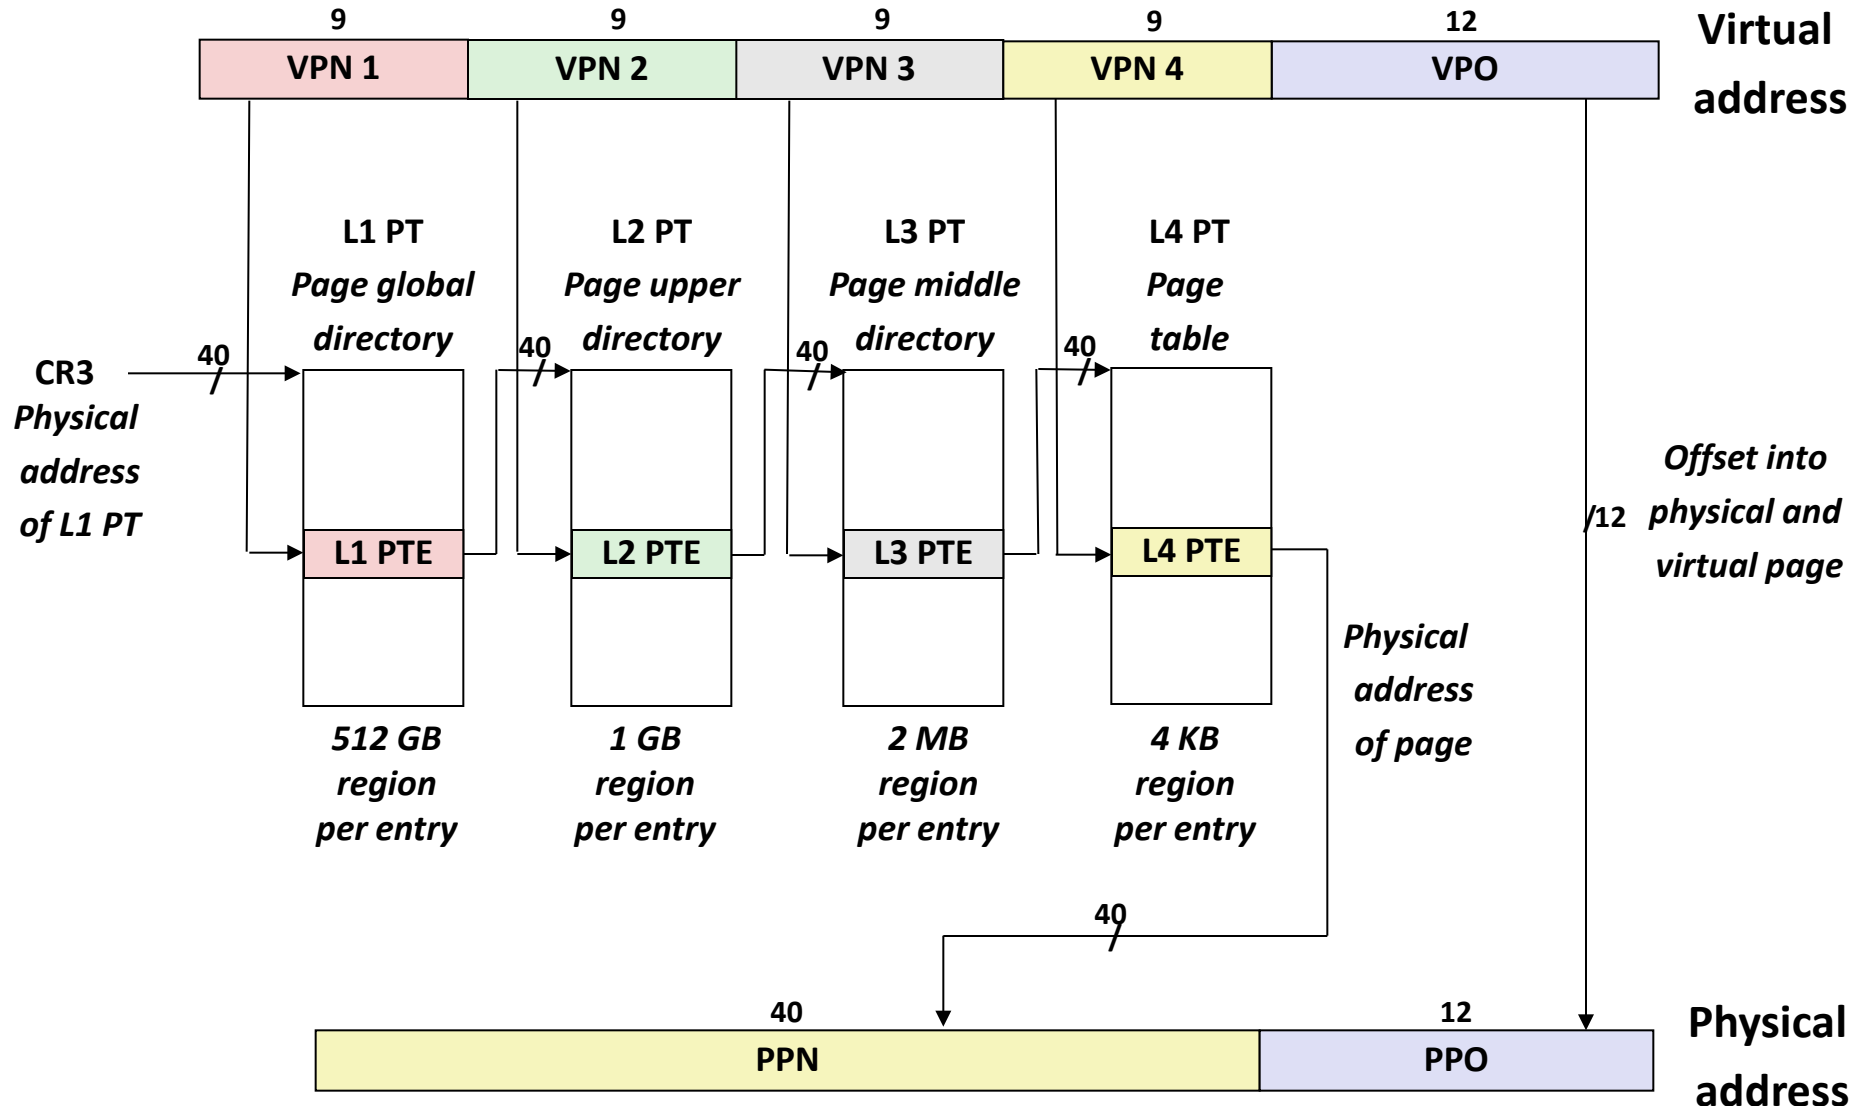 9 9 9 9 12
VPN 1 VPN 2 VPN 3 VPN 4 VPO
Virtual
address
L1 PT
Page global
directory
L2 PT
Page upper
directory
L3 PT
Page middle
directory
L4 PT
Page
table
40
40
40
40
CR3
Physical
address
of L1 PT
L1 PTE
L2 PTE
L3 PTE
L4 PTE
/12
Offset into
physical and
virtual page
Physical
address
of page
512 GB
region
per entry
1 GB
region
per entry
2 MB
region
per entry
4 KB
region
per entry
40
40 12
PPN PPO
Physical
address